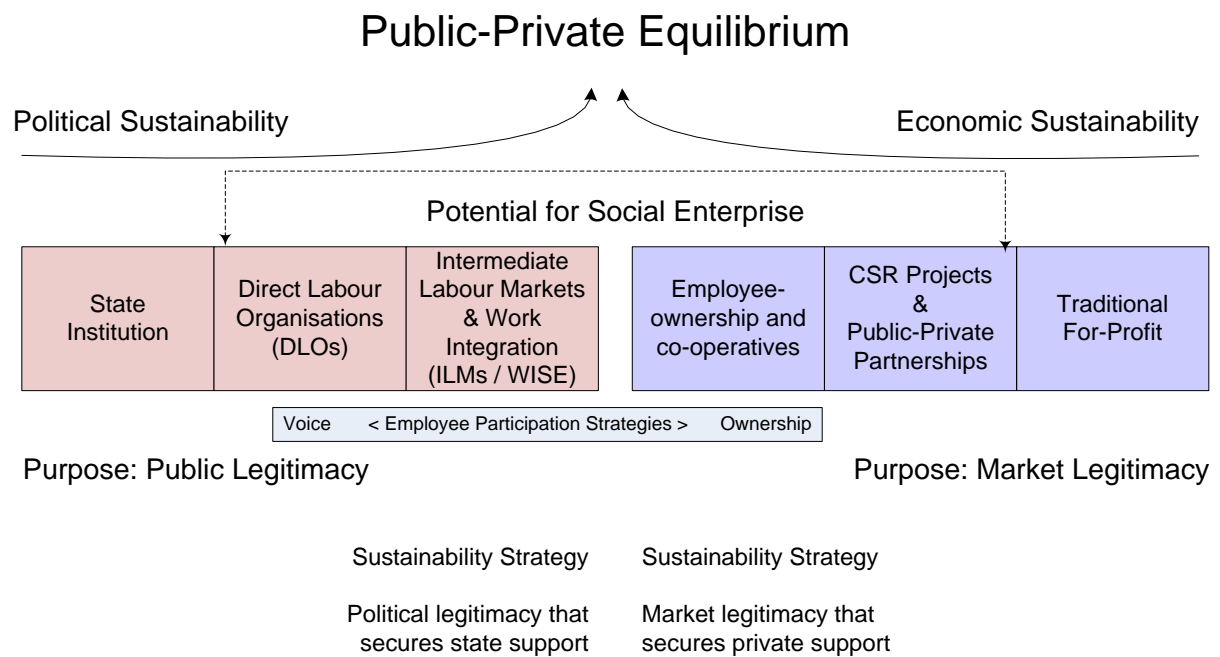 Public-Private Equilibrium
Political Sustainability
Economic Sustainability
Potential for Social Enterprise
State
Institution
Direct Labour
Organisations
(DLOs)
Intermediate
Labour Markets
& Work
Integration
(ILMs / WISE)
Employee-
ownership and
co-operatives
CSR Projects
&
Public-Private
Partnerships
Traditional
For-Profit
Voice < Employee Participation Strategies > Ownership
Purpose: Public Legitimacy
Purpose: Market Legitimacy
Sustainability Strategy
Political legitimacy that
secures state support
Sustainability Strategy
Market legitimacy that
secures private support